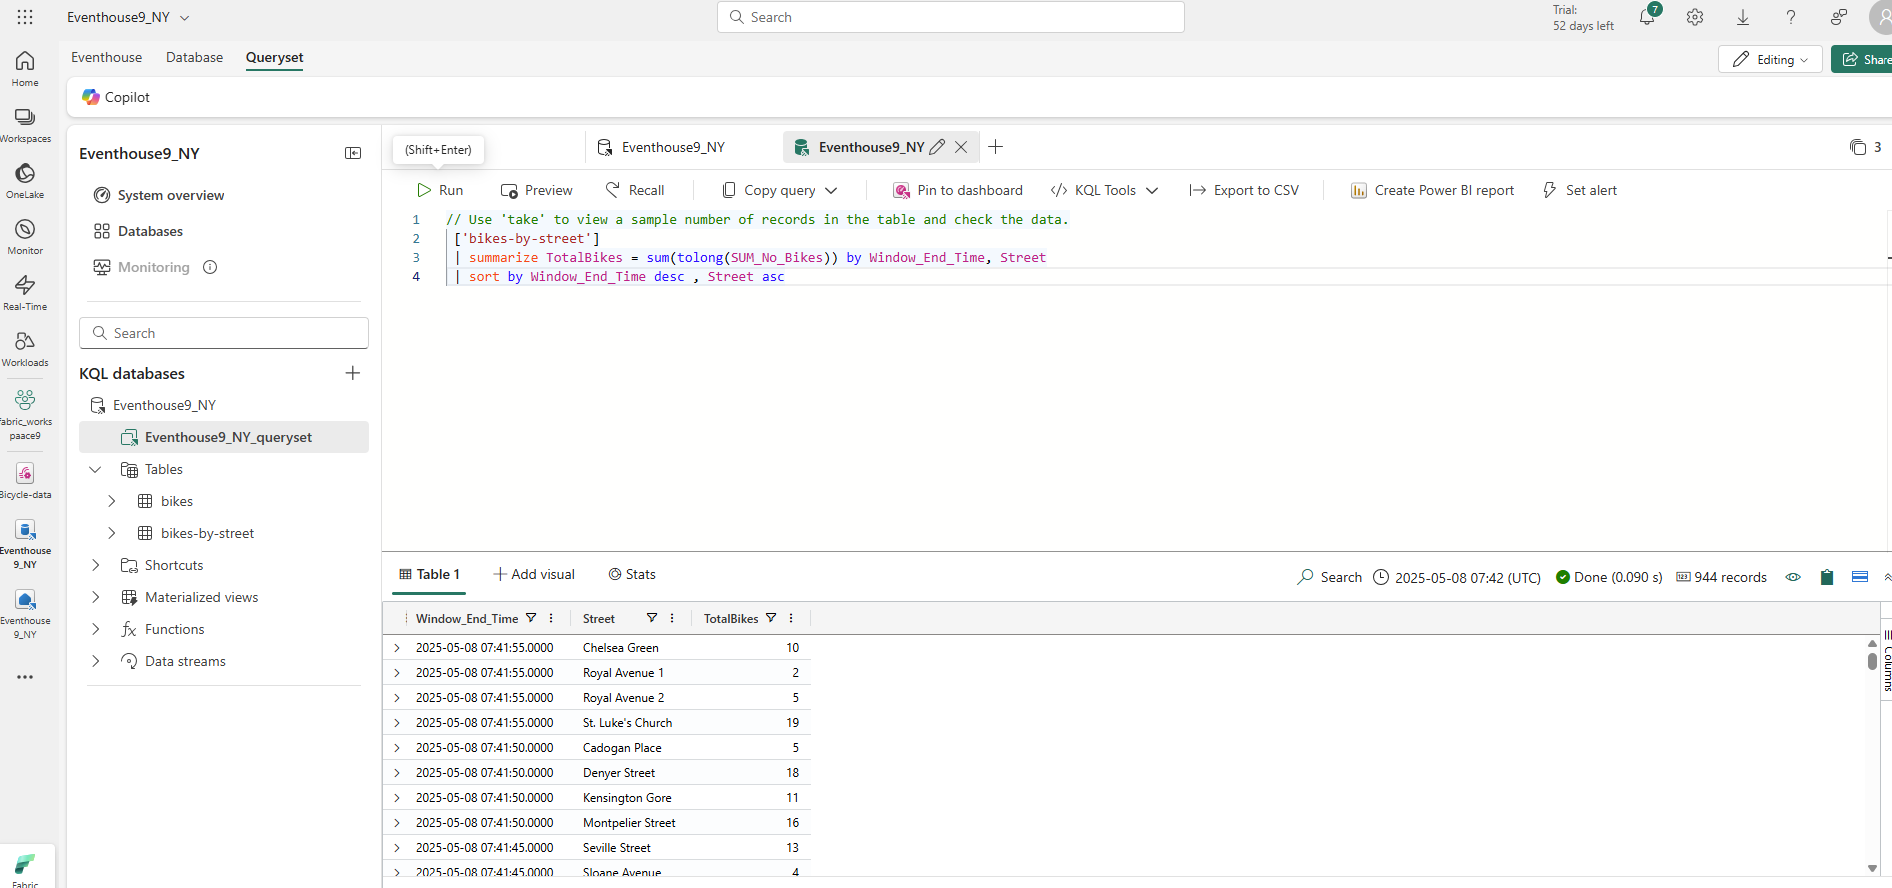 Eventhouse9_NY
Search
Trial:
52 days left
7
Home
Workspaces
OneLake
Monitor
Real-Time
Workloads
fabric_works
paace9
Bicycle-data
Eventhouse
9_NY
Eventhouse
9_NY
Fabric
Eventhouse Database Queryset
Editing
Share
Copilot
Eventhouse9_NY
System overview
Databases
Monitoring
Search
KQL databases
Eventhouse9_NY
Eventhouse9_NY_queryset
Tables
bikes
bikes-by-street
Shortcuts
Materialized views
Functions
Data streams
(Shift+Enter)
Eventhouse9_NY
Eventhouse9_NY
3
Run Preview Recall Copy query Pin to dashboard KQL Tools Export to CSV Create Power BI report Set alert
1 // Use 'take' to view a sample number of records in the table and check the data.
2 ['bikes-by-street']
3 | summarize TotalBikes = sum(tolong(SUM_No_Bikes)) by Window_End_Time, Street
4 | sort by Window_End_Time desc , Street asc
Table 1 Add visual Stats
Search 2025-05-08 07:42 (UTC) Done (0.090 s) 944 records
Window_End_Time Street TotalBikes
2025-05-08 07:41:55.0000 Chelsea Green 10
2025-05-08 07:41:55.0000 Royal Avenue 1 2
2025-05-08 07:41:55.0000 Royal Avenue 2 5
2025-05-08 07:41:55.0000 St. Luke's Church 19
2025-05-08 07:41:50.0000 Cadogan Place 5
2025-05-08 07:41:50.0000 Denyer Street 18
2025-05-08 07:41:50.0000 Kensington Gore 11
2025-05-08 07:41:50.0000 Montpelier Street 16
2025-05-08 07:41:45.0000 Seville Street 13
2025-05-08 07:41:45.0000 Sloane Avenue 4
Columns